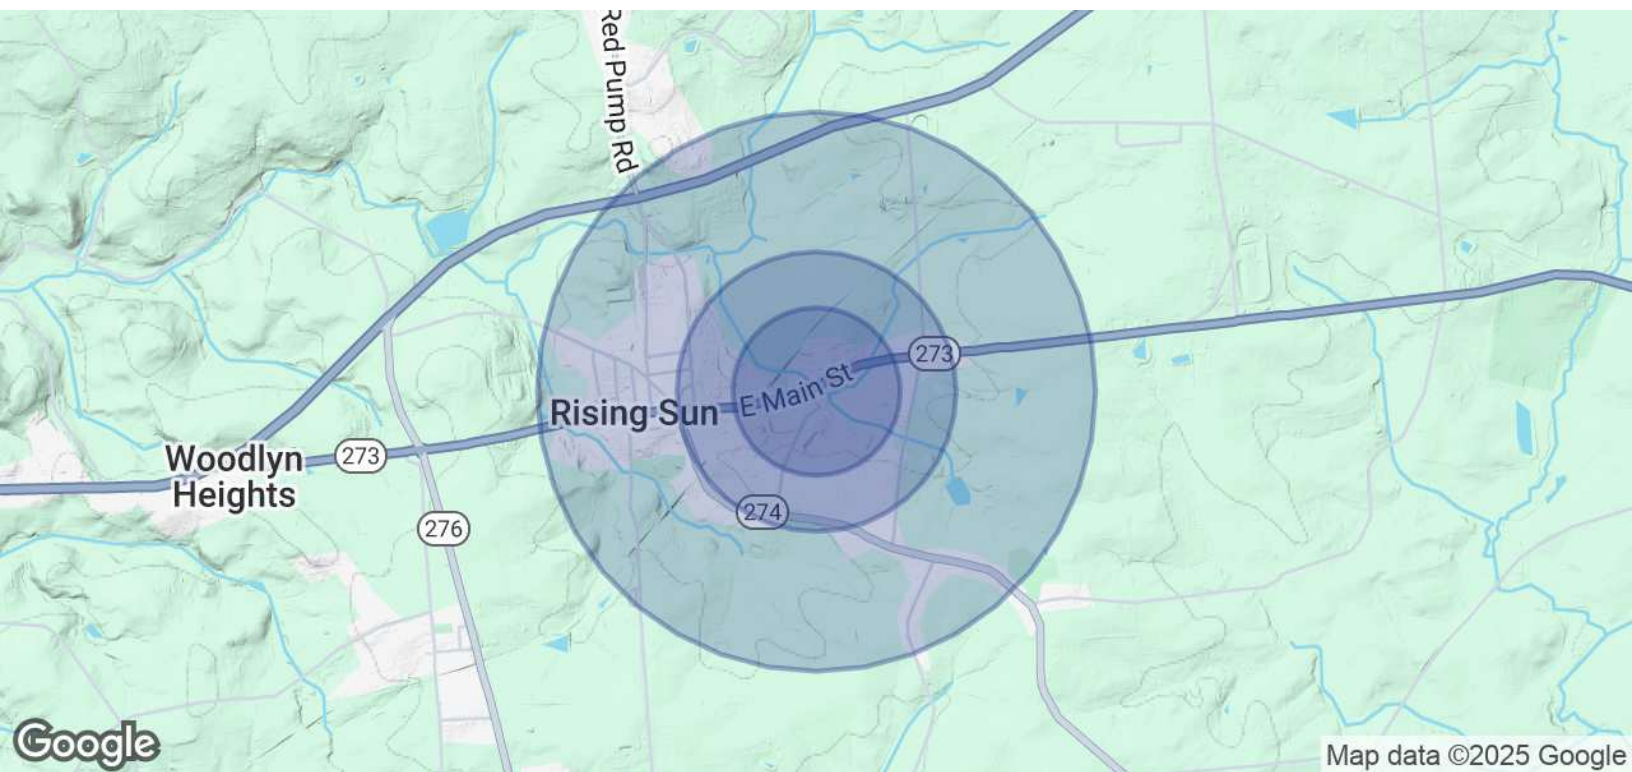 Red Pump Rd
273
E Main St
Rising Sun
Woodlyn
Heights
273
274
276
Google
Map data ©2025 Google